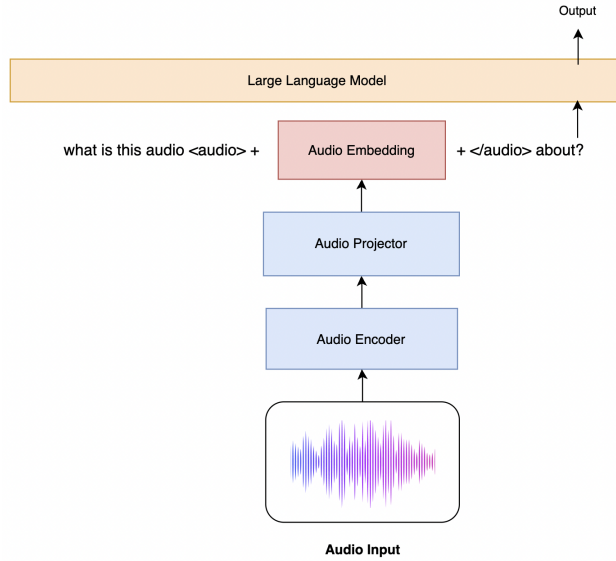 Output
Large Language Model
what is this audio <audio> + Audio Embedding + </audio> about?
Audio Projector
Audio Encoder
Audio Input